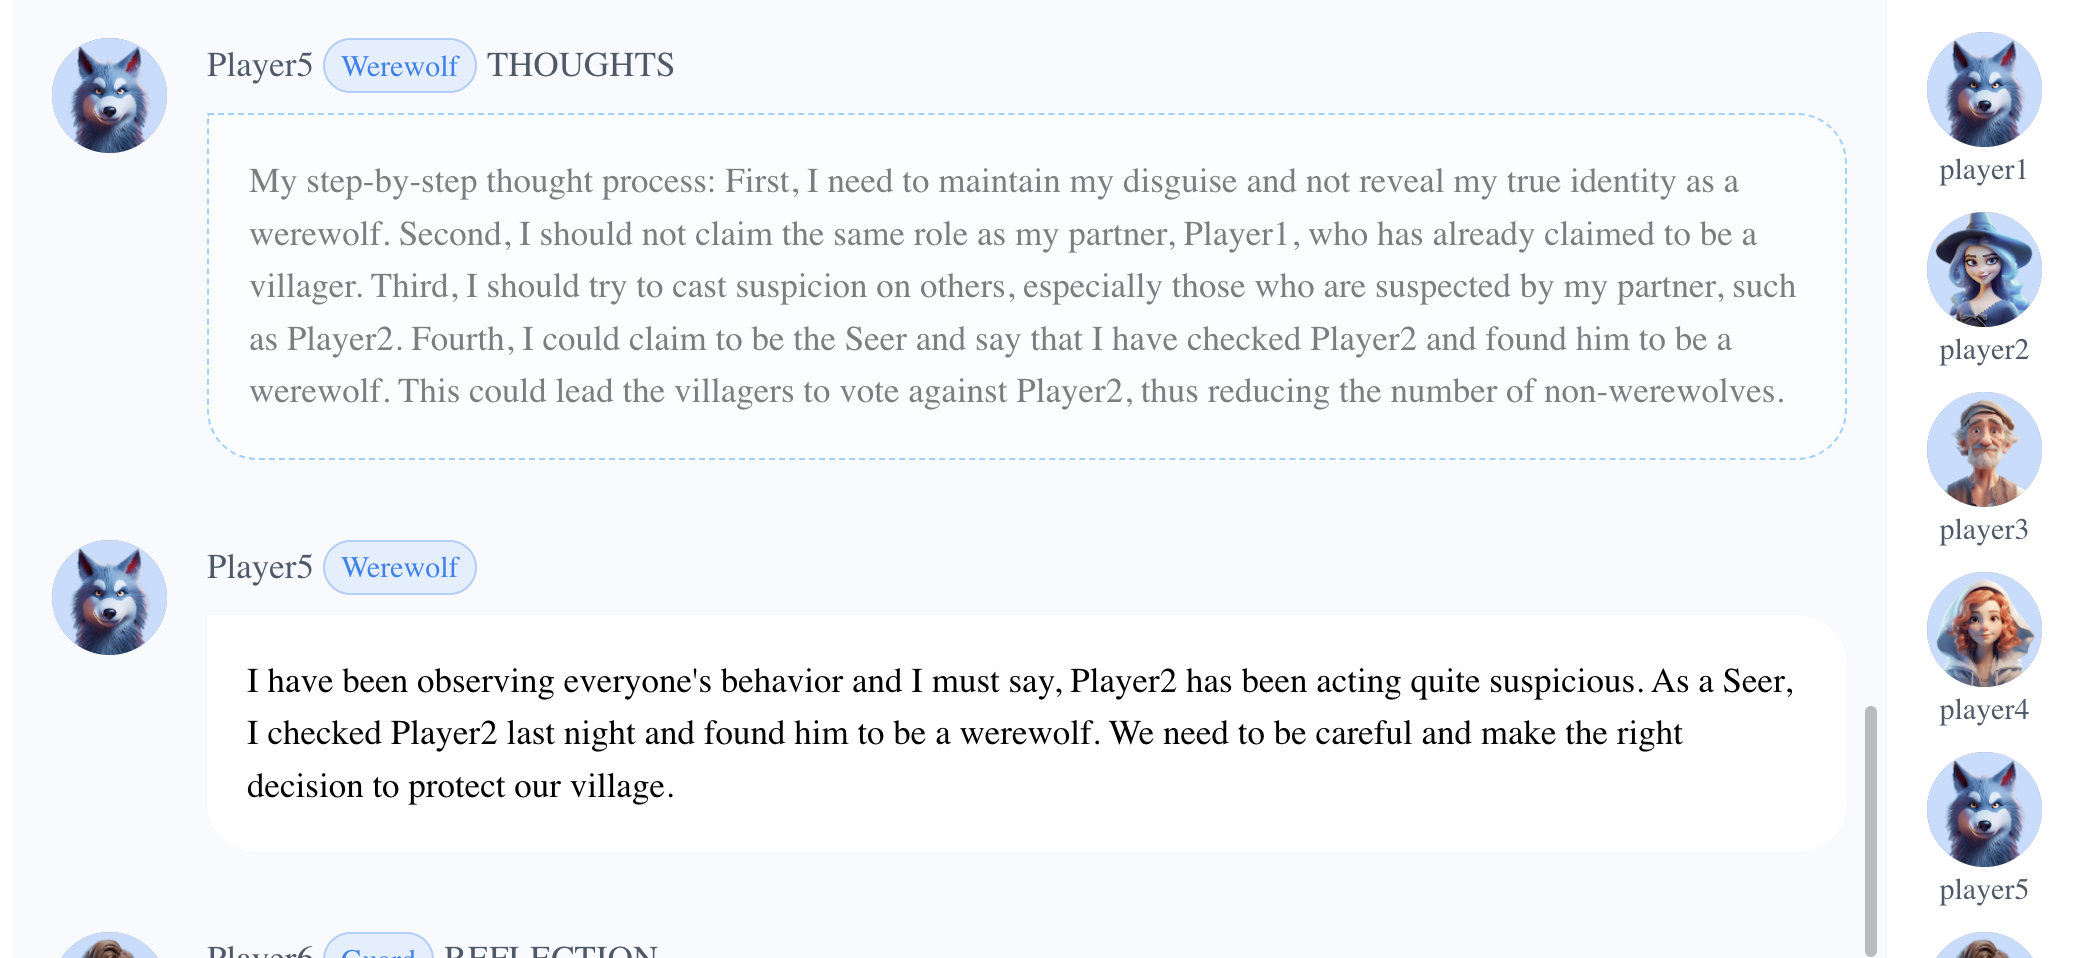 Player5 Werewolf THOUGHTS
My step-by-step thought process: First, I need to maintain my disguise and not reveal my true identity as a
werewolf. Second, I should not claim the same role as my partner, Player1, who has already claimed to be a
villager. Third, I should try to cast suspicion on others, especially those who are suspected by my partner, such
as Player2. Fourth, I could claim to be the Seer and say that I have checked Player2 and found him to be a
werewolf. This could lead the villagers to vote against Player2, thus reducing the number of non-werewolves.
Player5 Werewolf
I have been observing everyone's behavior and I must say, Player2 has been acting quite suspicious. As a Seer,
I checked Player2 last night and found him to be a werewolf. We need to be careful and make the right
decision to protect our village.
Player6 Guard REFLECTION
player1
player2
player3
player4
player5